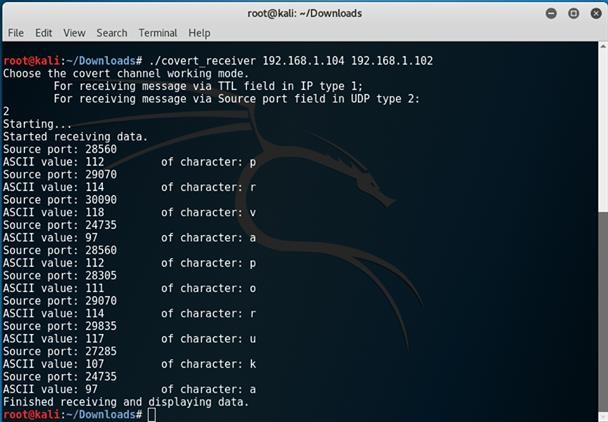 root@kali: ~/Downloads
File Edit View Search Terminal Help
root@kali:~/Downloads# ./covert_receiver 192.168.1.104 192.168.1.102
Choose the covert channel working mode.
For receiving message via TTL field in IP type 1;
For receiving message via Source port field in UDP type 2:
2
Starting...
Started receiving data.
Source port: 28560
ASCII value: 112 of character: p
Source port: 29070
ASCII value: 114 of character: r
Source port: 30090
ASCII value: 118 of character: v
Source port: 24735
ASCII value: 97 of character: a
Source port: 28560
ASCII value: 112 of character: p
Source port: 28305
ASCII value: 111 of character: o
Source port: 29070
ASCII value: 114 of character: r
Source port: 29835
ASCII value: 117 of character: u
Source port: 27285
ASCII value: 107 of character: k
Source port: 24735
ASCII value: 97 of character: a
Finished receiving and displaying data.
root@kali:~/Downloads#